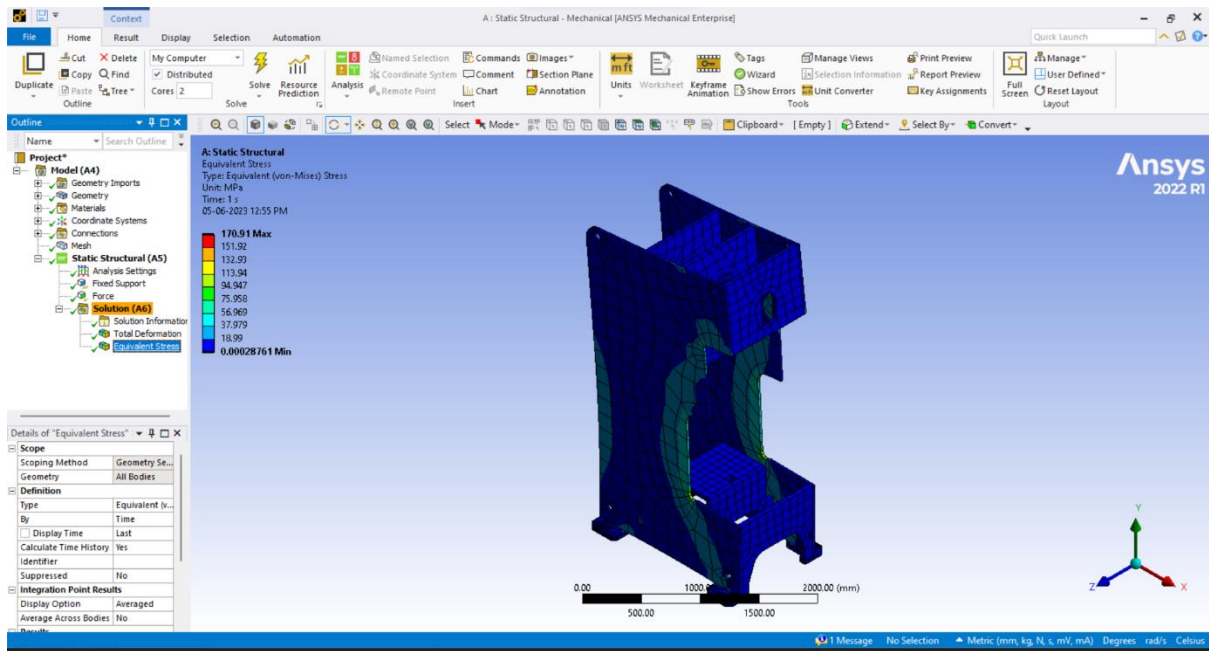 Context
A : Static Structural - Mechanical [ANSYS Mechanical Enterprise]
File Home Result Display Selection Automation
Quick Launch
Duplicate
Cut
Copy
Paste
Delete
Find
Tree
Outline
My Computer
Distributed
Cores 2
Solve
Resource Prediction
Solve
Analysis
Named Selection
Coordinate System
Remote Point
Commands
Comment
Chart
Images
Section Plane
Annotation
Insert
Units
Worksheet
Keyframe Animation
Tags
Wizard
Show Errors
Manage Views
Selection Information
Unit Converter
Print Preview
Report Preview
Key Assignments
Tools
Full Screen
Manage
User Defined
Reset Layout
Layout
Outline
Name Search Outline
Select Mode Clipboard [Empty] Extend Select By Convert
Project*
Model (A4)
Geometry Imports
Geometry
Materials
Coordinate Systems
Connections
Mesh
Static Structural (A5)
Analysis Settings
Fixed Support
Force
Solution (A6)
Solution Information
Total Deformation
Equivalent Stress
A: Static Structural
Equivalent Stress
Type: Equivalent (von-Mises) Stress
Unit: MPa
Time: 1 s
05-06-2023 12:55 PM
170.91 Max
151.92
132.93
113.94
94.947
75.958
56.969
37.979
18.99
0.00028761 Min
Ansys
2022 R1
Details of "Equivalent Stress"
Scope
Scoping Method Geometry Se...
Geometry All Bodies
Definition
Type Equivalent (v...
By Time
Display Time Last
Calculate Time History Yes
Identifier
Suppressed No
Integration Point Results
Display Option Averaged
Average Across Bodies No
0.00 1000. 2000.00 (mm)
500.00 1500.00
Y
Z X
1 Message No Selection Metric (mm, kg, N, s, mV, mA) Degrees rad/s Celsius